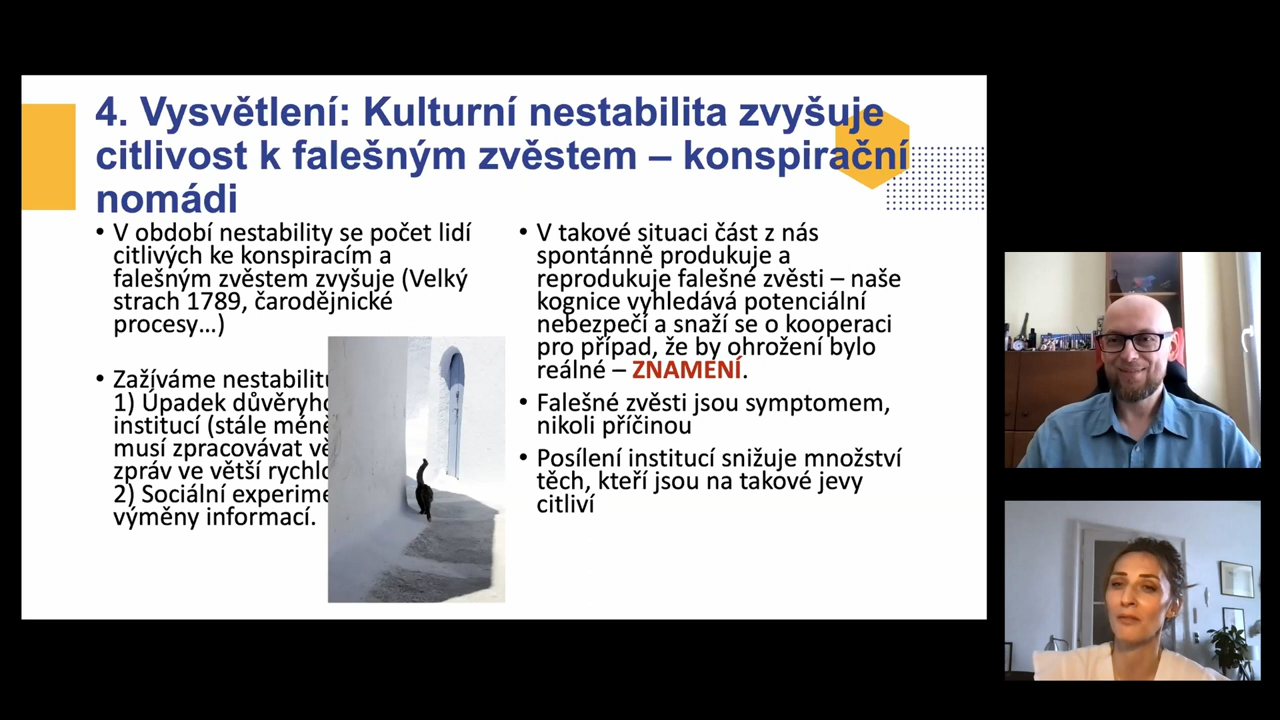 4. Vysvětlení: Kulturní nestabilita zvyšuje
citlivost k falešným zvěstem – konspirační
nomádi
• V období nestability se počet lidí
citlivých ke konspiracím a
falešným zvěstem zvyšuje (Velký
strach 1789, čarodějnické
procesy…)
• Zažíváme nestabilitu
1) Úpadek
institucí (stále méně
musí zpracovávat
zpráv ve větší
2) Sociální
výměny informací.
• V takové situaci část z nás
spontánně produkuje a
reprodukuje falešné zvěsti – naše
kognice vyhledává potenciální
nebezpečí a snaží se o kooperaci
pro případ, že by ohrožení bylo
reálné – ZNAMENÍ.
• Falešné zvěsti jsou symptomem,
nikoli příčinou
• Posílení institucí snižuje množství
těch, kteří jsou na takové jevy
citliví